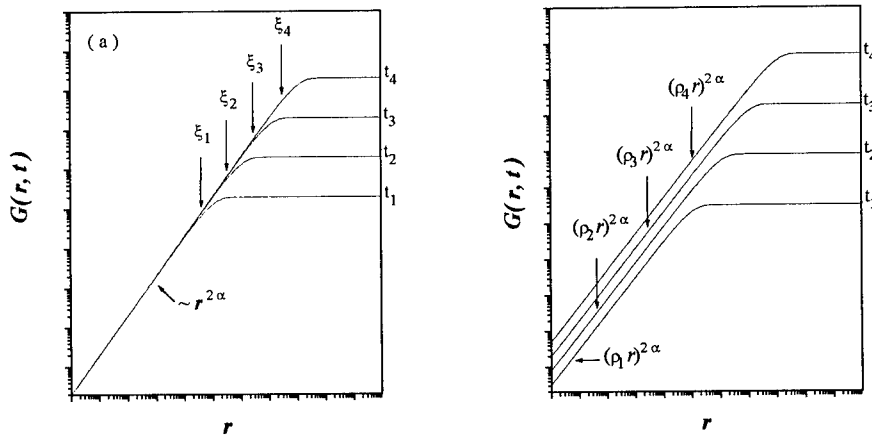 (a)
ξ₁
ξ₂
ξ₃
ξ₄
t₄
t₃
t₂
t₁
~ r^{2α}
G(r, t)
r
(ρ₄r)^{2α}
(ρ₃r)^{2α}
(ρ₂r)^{2α}
(ρ₁r)^{2α}
t₄
t₃
t₂
G(r, t)
r